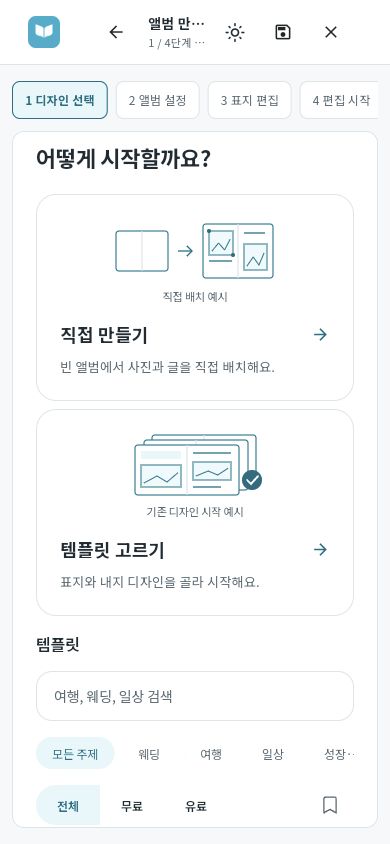 앨범 만…
1 / 4단계 …
1 디자인 선택
2 앨범 설정
3 표지 편집
4 편집 시작
어떻게 시작할까요?
직접 배치 예시
직접 만들기
빈 앨범에서 사진과 글을 직접 배치해요.
기존 디자인 시작 예시
템플릿 고르기
표지와 내지 디자인을 골라 시작해요.
템플릿
여행, 웨딩, 일상 검색
모든 주제
웨딩
여행
일상
성장…
전체
무료
유료